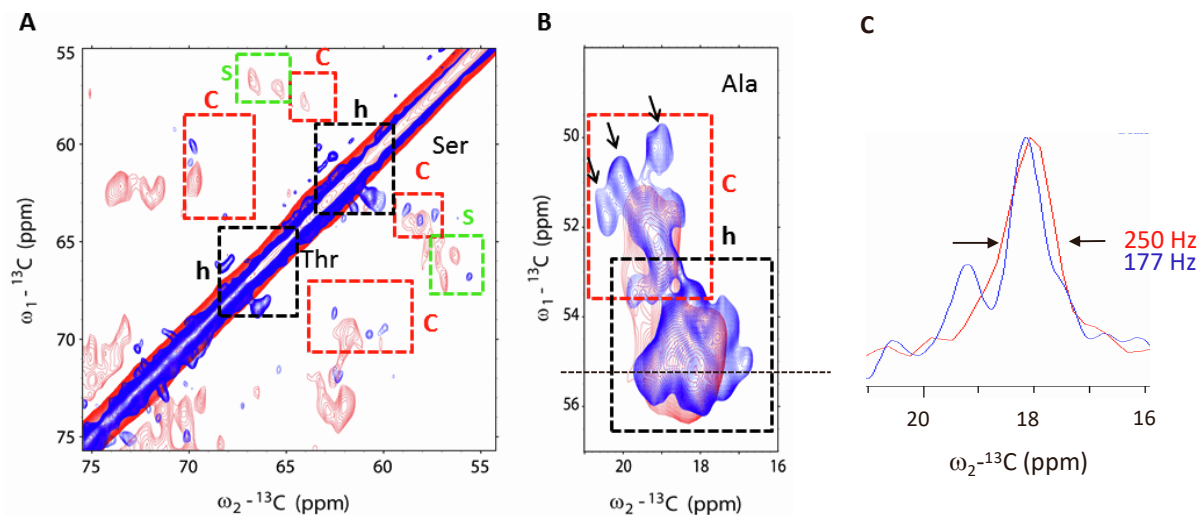 A
55
60
65
70
75
ω1 - 13C (ppm)
75
70
65
60
55
ω2 - 13C (ppm)
S
C
C
h
Ser
C
S
h
Thr
C
B
Ala
50
52
54
56
ω1 - 13C (ppm)
C
h
20
18
16
ω2 - 13C (ppm)
C
250 Hz
177 Hz
20
18
16
ω2-13C (ppm)